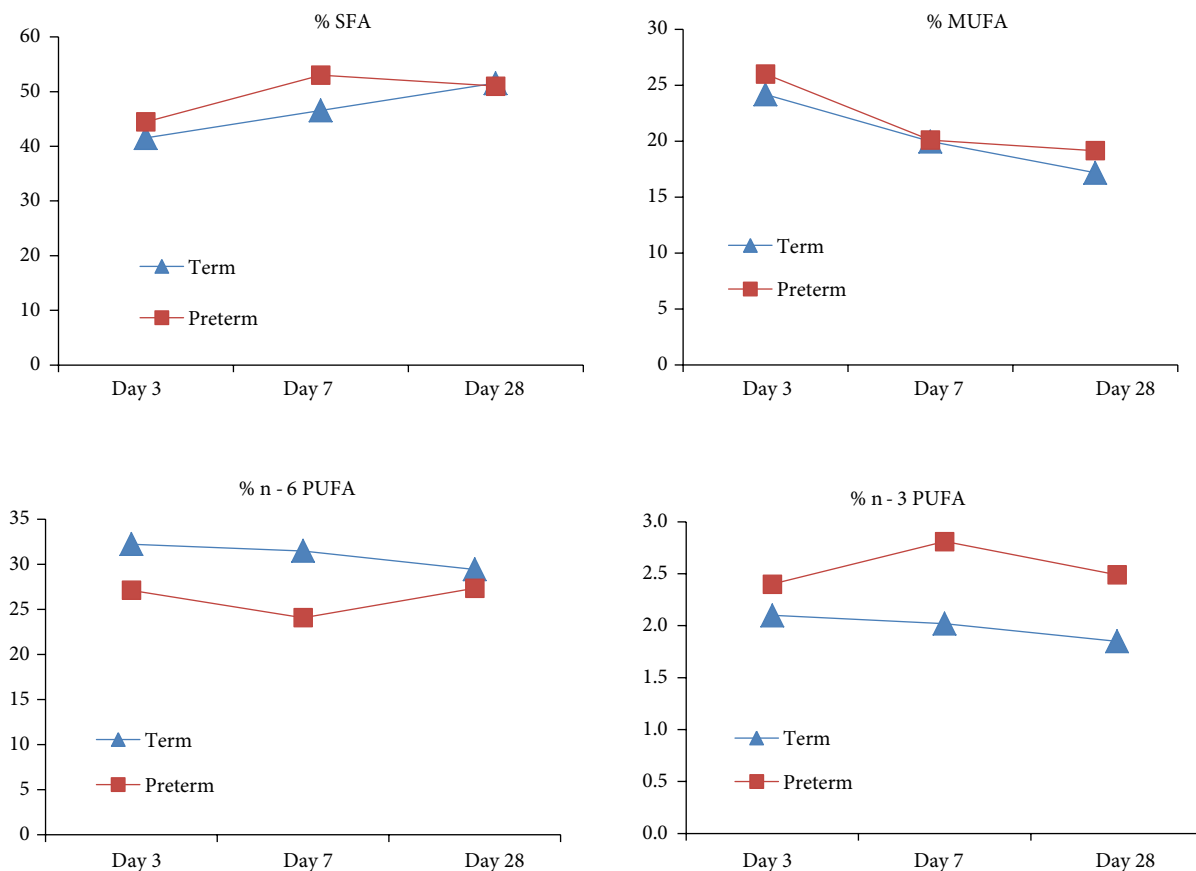 % SFA
60
50
40
30
20
10
0
Term
Preterm
Day 3
Day 7
Day 28
% MUFA
30
25
20
15
10
5
0
Term
Preterm
Day 3
Day 7
Day 28
% n - 6 PUFA
35
30
25
20
15
10
5
0
Term
Preterm
Day 3
Day 7
Day 28
% n - 3 PUFA
3.0
2.5
2.0
1.5
1.0
0.5
0.0
Term
Preterm
Day 3
Day 7
Day 28